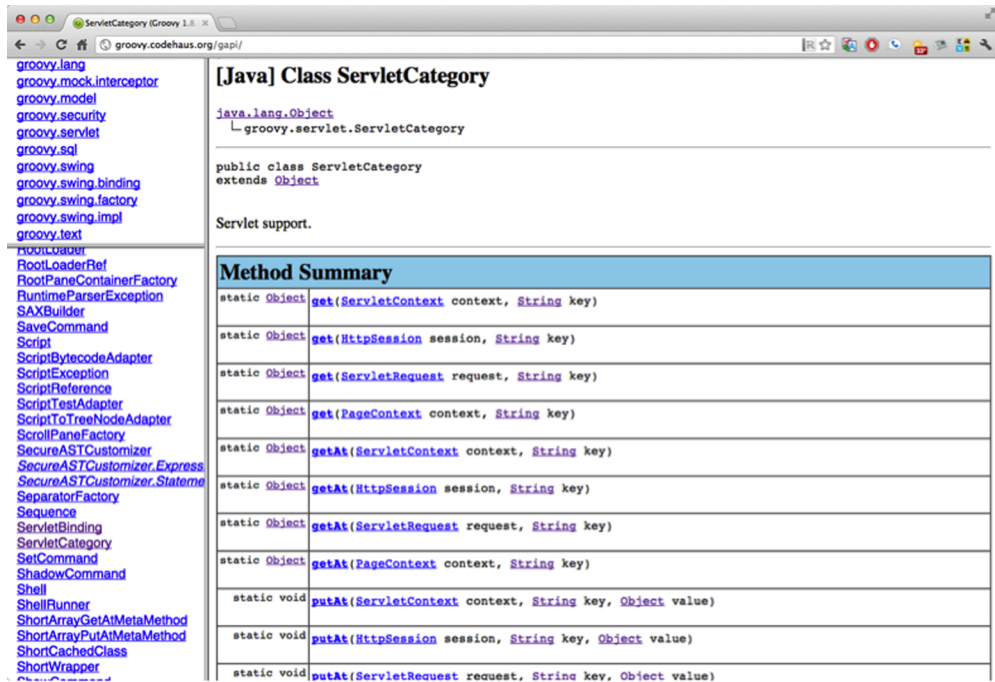 ServletCategory (Groovy 1.8.
groovy.codehaus.org/gapi/
groovy.lang
groovy.mock.interceptor
groovy.model
groovy.security
groovy.servlet
groovy.sql
groovy.swing
groovy.swing.binding
groovy.swing.factory
groovy.swing.impl
groovy.text
RootLoader
RootLoaderRef
RootPaneContainerFactory
RuntimeParserException
SAXBuilder
SaveCommand
Script
ScriptBytecodeAdapter
ScriptException
ScriptReference
ScriptTestAdapter
ScriptToTreeNodeAdapter
ScrollPaneFactory
SecureASTCustomizer
SecureASTCustomizer.Express
SecureASTCustomizer.Stateme
SeparatorFactory
Sequence
ServletBinding
ServletCategory
SetCommand
ShadowCommand
Shell
ShellRunner
ShortArrayGetAtMetaMethod
ShortArrayPutAtMetaMethod
ShortCachedClass
ShortWrapper
ShowCommand
[Java] Class ServletCategory
java.lang.Object
groovy.servlet.ServletCategory
public class ServletCategory
extends Object
Servlet support.
Method Summary
static Object get(ServletContext context, String key)
static Object get(HttpSession session, String key)
static Object get(ServletRequest request, String key)
static Object get(PageContext context, String key)
static Object getAt(ServletContext context, String key)
static Object getAt(HttpSession session, String key)
static Object getAt(ServletRequest request, String key)
static Object getAt(PageContext context, String key)
static void putAt(ServletContext context, String key, Object value)
static void putAt(HttpSession session, String key, Object value)
static void putAt(ServletRequest request, String key, Object value)